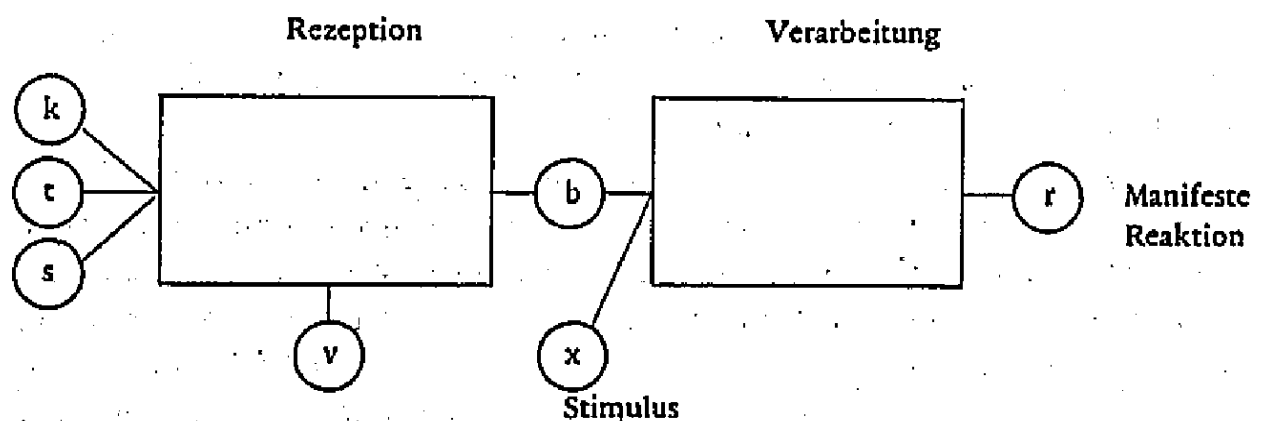 Rezeption Verarbeitung
k
t
b
r
Manifeste
Reaktion
s
v
x
Stimulus